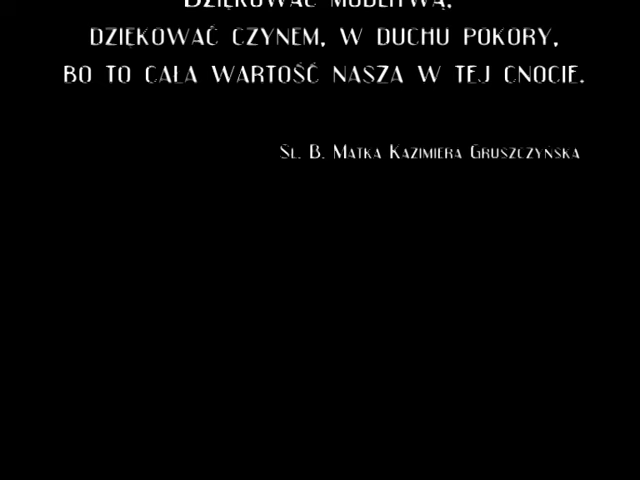 Dziękować modlitwą,
dziękować czynem, w duchu pokory,
bo to cała wartość nasza w tej cnocie.
Sł. B. Matka Kazimiera Gruszczyńska